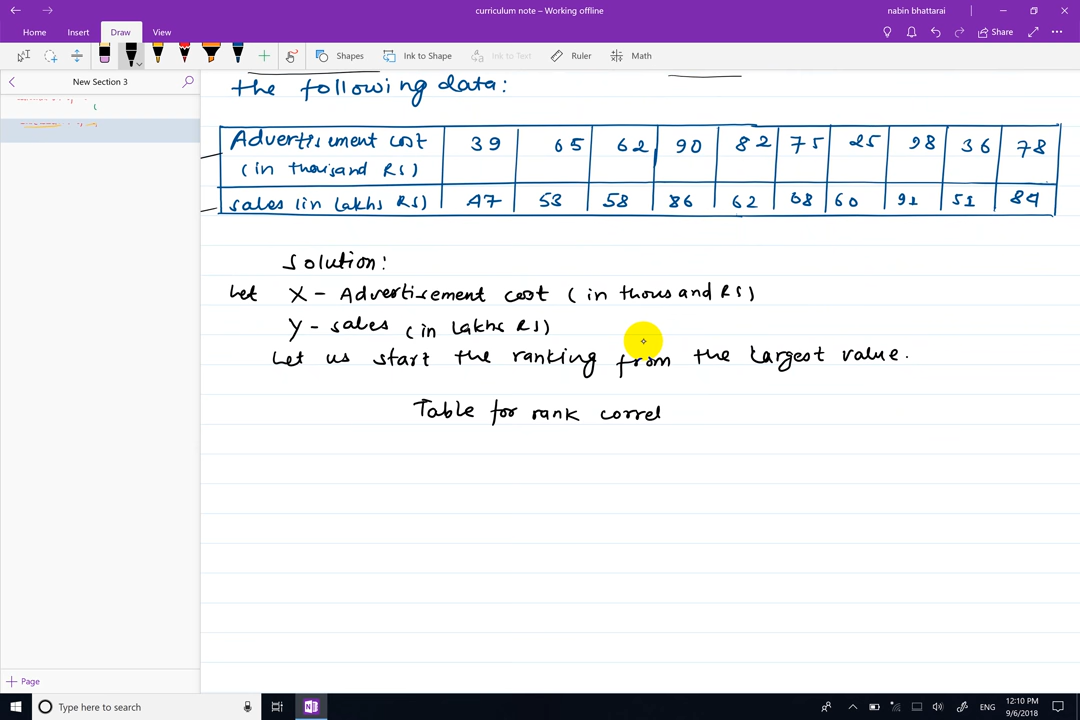 curriculum note – Working offline
nabin bhattarai
Home Insert Draw View
Share
Shapes Ink to Shape Ink to Text Ruler Math
New Section 3
the following data:
Advertisement cost (in thousand RS) 39 65 62 90 82 75 25 98 36 78
sales (in lakhs RS) 47 53 58 86 62 68 60 91 51 84
Solution:
Let X - Advertisement cost (in thousand RS)
Y - sales (in lakhs RS)
Let us start the ranking from the largest value.
Table for rank correl
Page
Type here to search
ENG
12:10 PM
9/6/2018